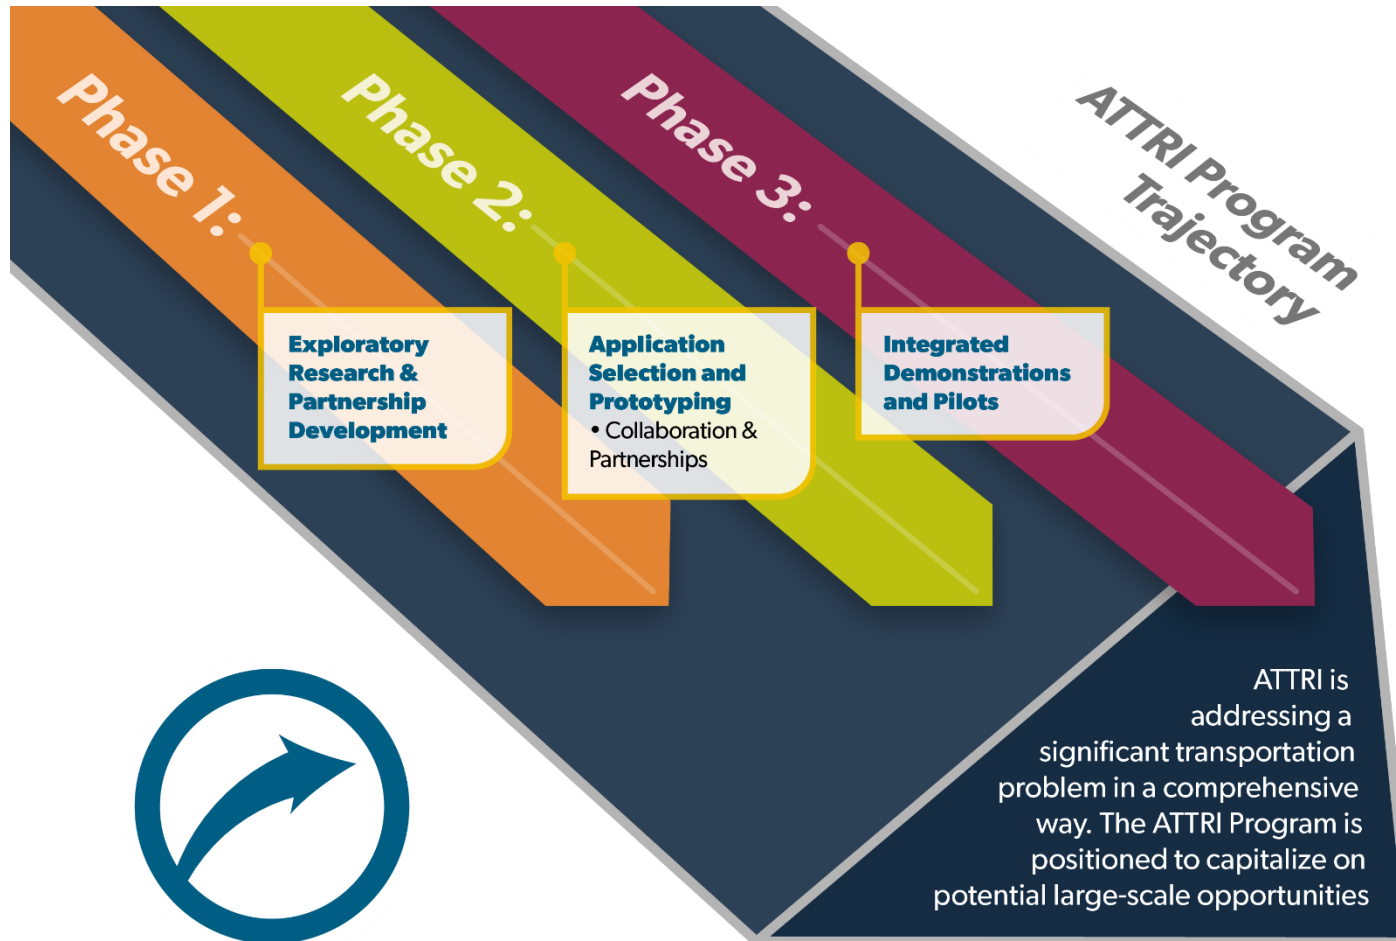 ATTRI Program
Trajectory
Phase 1:
Exploratory
Research &
Partnership
Development
Phase 2:
Application
Selection and
Prototyping
• Collaboration &
Partnerships
Phase 3:
Integrated
Demonstrations
and Pilots
ATTRI is
addressing a
significant transportation
problem in a comprehensive
way. The ATTRI Program is
positioned to capitalize on
potential large-scale opportunities